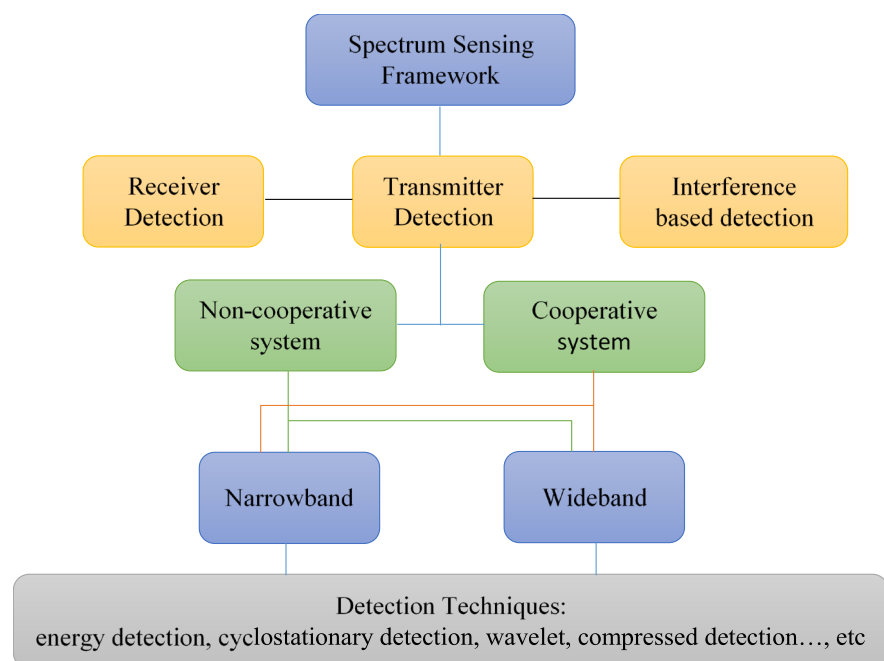 Spectrum Sensing
Framework
Receiver
Detection
Transmitter
Detection
Interference
based detection
Non-cooperative
system
Cooperative
system
Narrowband
Wideband
Detection Techniques:
energy detection, cyclostationary detection, wavelet, compressed detection…, etc